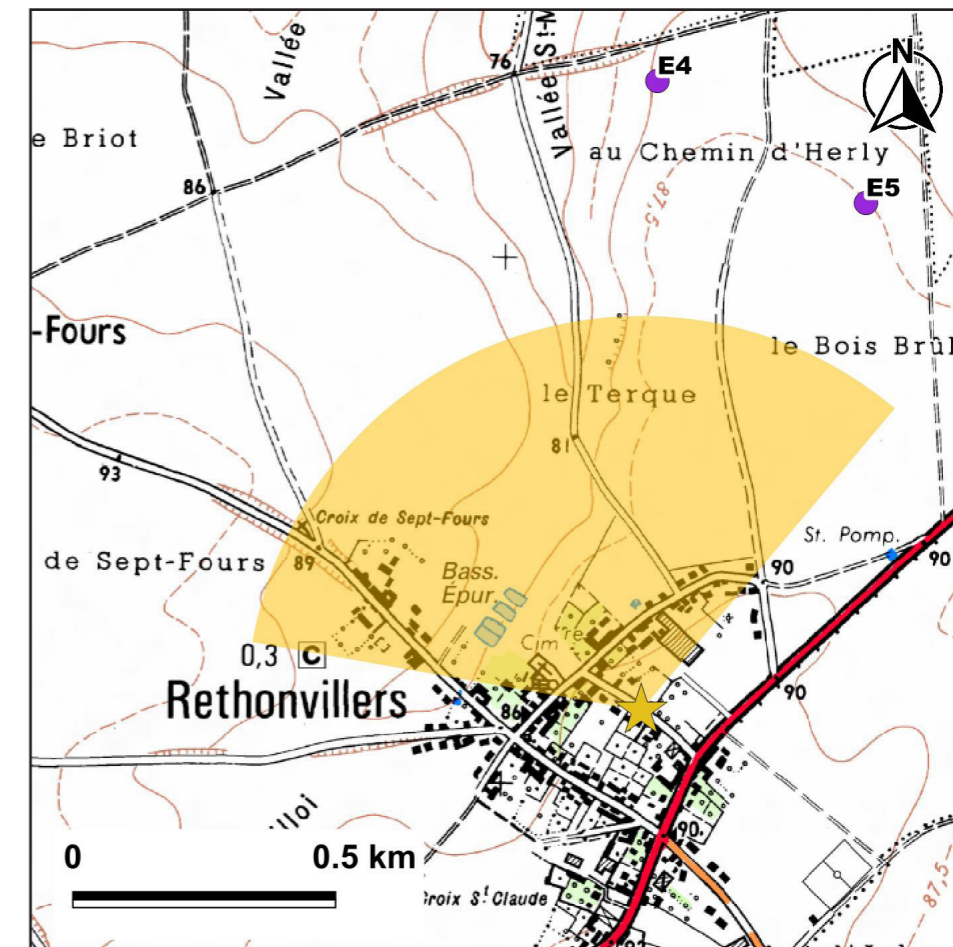 Vallée
76
Vallée St-M
E4
N
e Briot
au Chemin d'Herly
86
E5
87,5
-Fours
le Bois Brûl
le Terque
81
93
Croix de Sept-Fours
St. Pomp.
de Sept-Fours
89
Bass.
Épur.
90
90
Cim re
0,3 C
Rethonvillers
90
86
lloi
90
0 0.5 km
Croix St Claude
87,5